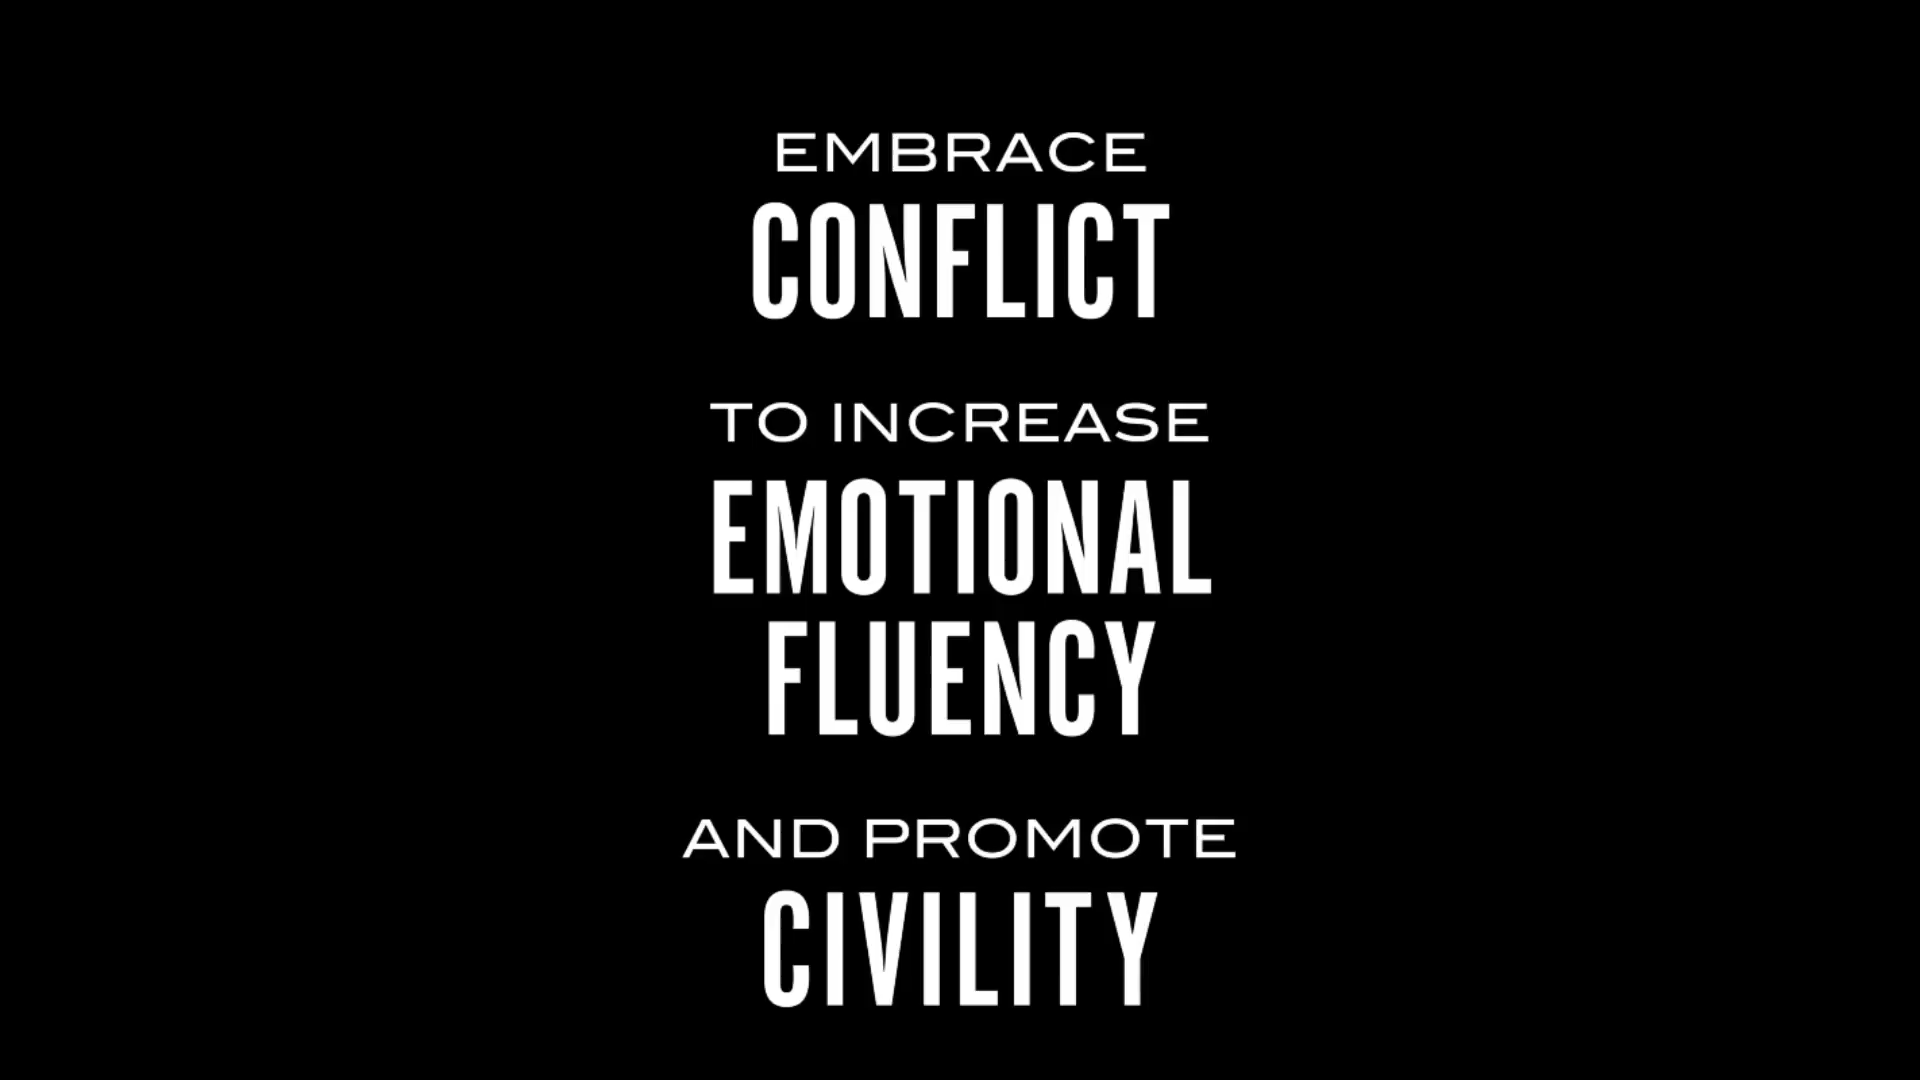 EMBRACE
CONFLICT
TO INCREASE
EMOTIONAL
FLUENCY
AND PROMOTE
CIVILITY